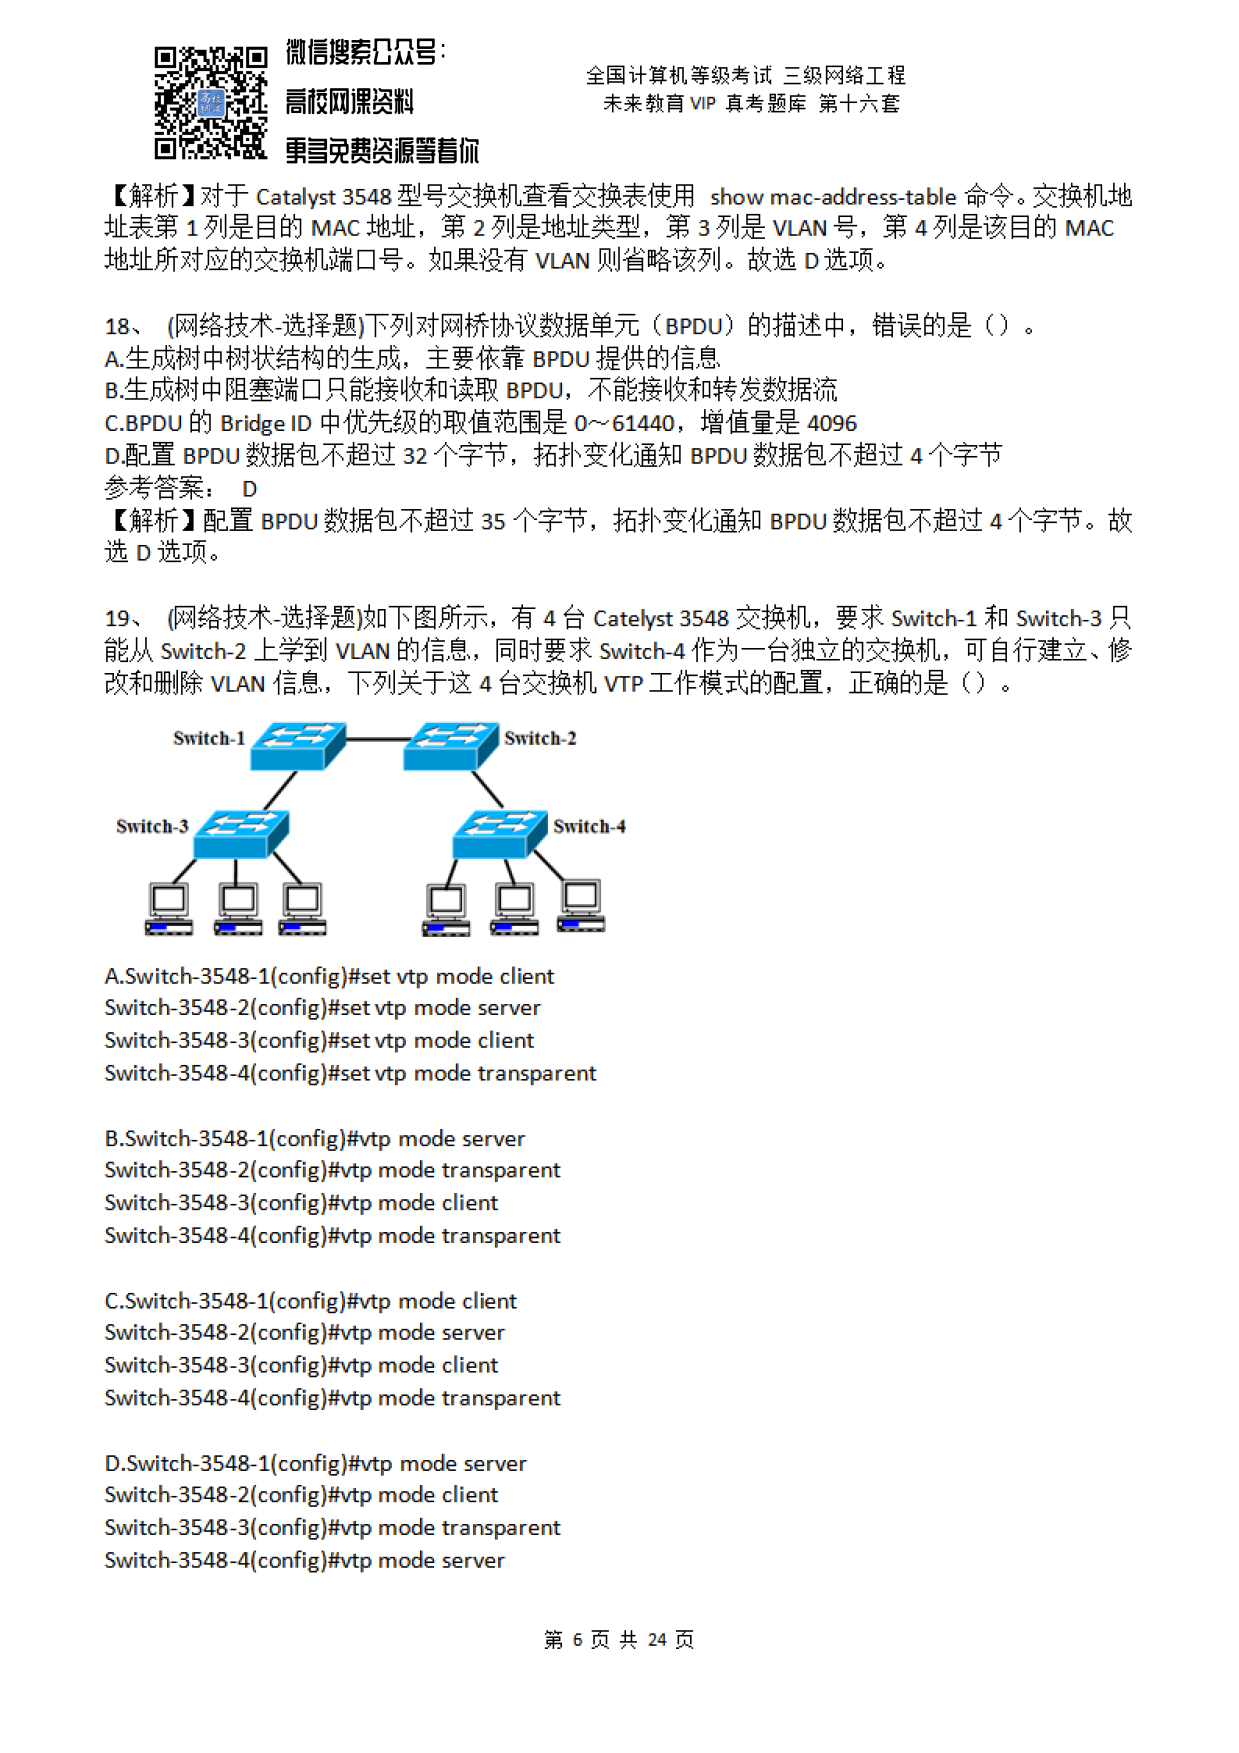 微信搜索公众号：
高校网课资料
更多免费资源等着你
高校
网课
全国计算机等级考试 三级网络工程
未来教育 VIP 真考题库 第十六套
【解析】对于 Catalyst 3548 型号交换机查看交换表使用 show mac-address-table 命令。交换机地
址表第 1 列是目的 MAC 地址，第 2 列是地址类型，第 3 列是 VLAN 号，第 4 列是该目的 MAC
地址所对应的交换机端口号。如果没有 VLAN 则省略该列。故选 D 选项。
18、 (网络技术-选择题)下列对网桥协议数据单元（BPDU）的描述中，错误的是（）。
A.生成树中树状结构的生成，主要依靠 BPDU 提供的信息
B.生成树中阻塞端口只能接收和读取 BPDU，不能接收和转发数据流
C.BPDU 的 Bridge ID 中优先级的取值范围是 0～61440，增值量是 4096
D.配置 BPDU 数据包不超过 32 个字节，拓扑变化通知 BPDU 数据包不超过 4 个字节
参考答案： D
【解析】配置 BPDU 数据包不超过 35 个字节，拓扑变化通知 BPDU 数据包不超过 4 个字节。故
选 D 选项。
19、 (网络技术-选择题)如下图所示，有 4 台 Catelyst 3548 交换机，要求 Switch-1 和 Switch-3 只
能从 Switch-2 上学到 VLAN 的信息，同时要求 Switch-4 作为一台独立的交换机，可自行建立、修
改和删除 VLAN 信息，下列关于这 4 台交换机 VTP 工作模式的配置，正确的是（）。
Switch-1
Switch-2
Switch-3
Switch-4
A.Switch-3548-1(config)#set vtp mode client
Switch-3548-2(config)#set vtp mode server
Switch-3548-3(config)#set vtp mode client
Switch-3548-4(config)#set vtp mode transparent
B.Switch-3548-1(config)#vtp mode server
Switch-3548-2(config)#vtp mode transparent
Switch-3548-3(config)#vtp mode client
Switch-3548-4(config)#vtp mode transparent
C.Switch-3548-1(config)#vtp mode client
Switch-3548-2(config)#vtp mode server
Switch-3548-3(config)#vtp mode client
Switch-3548-4(config)#vtp mode transparent
D.Switch-3548-1(config)#vtp mode server
Switch-3548-2(config)#vtp mode client
Switch-3548-3(config)#vtp mode transparent
Switch-3548-4(config)#vtp mode server
第 6 页 共 24 页